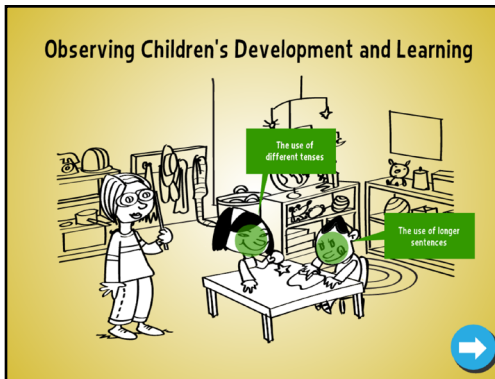 Observing Children's Development and Learning
The use of
different tenses
The use of longer
sentences